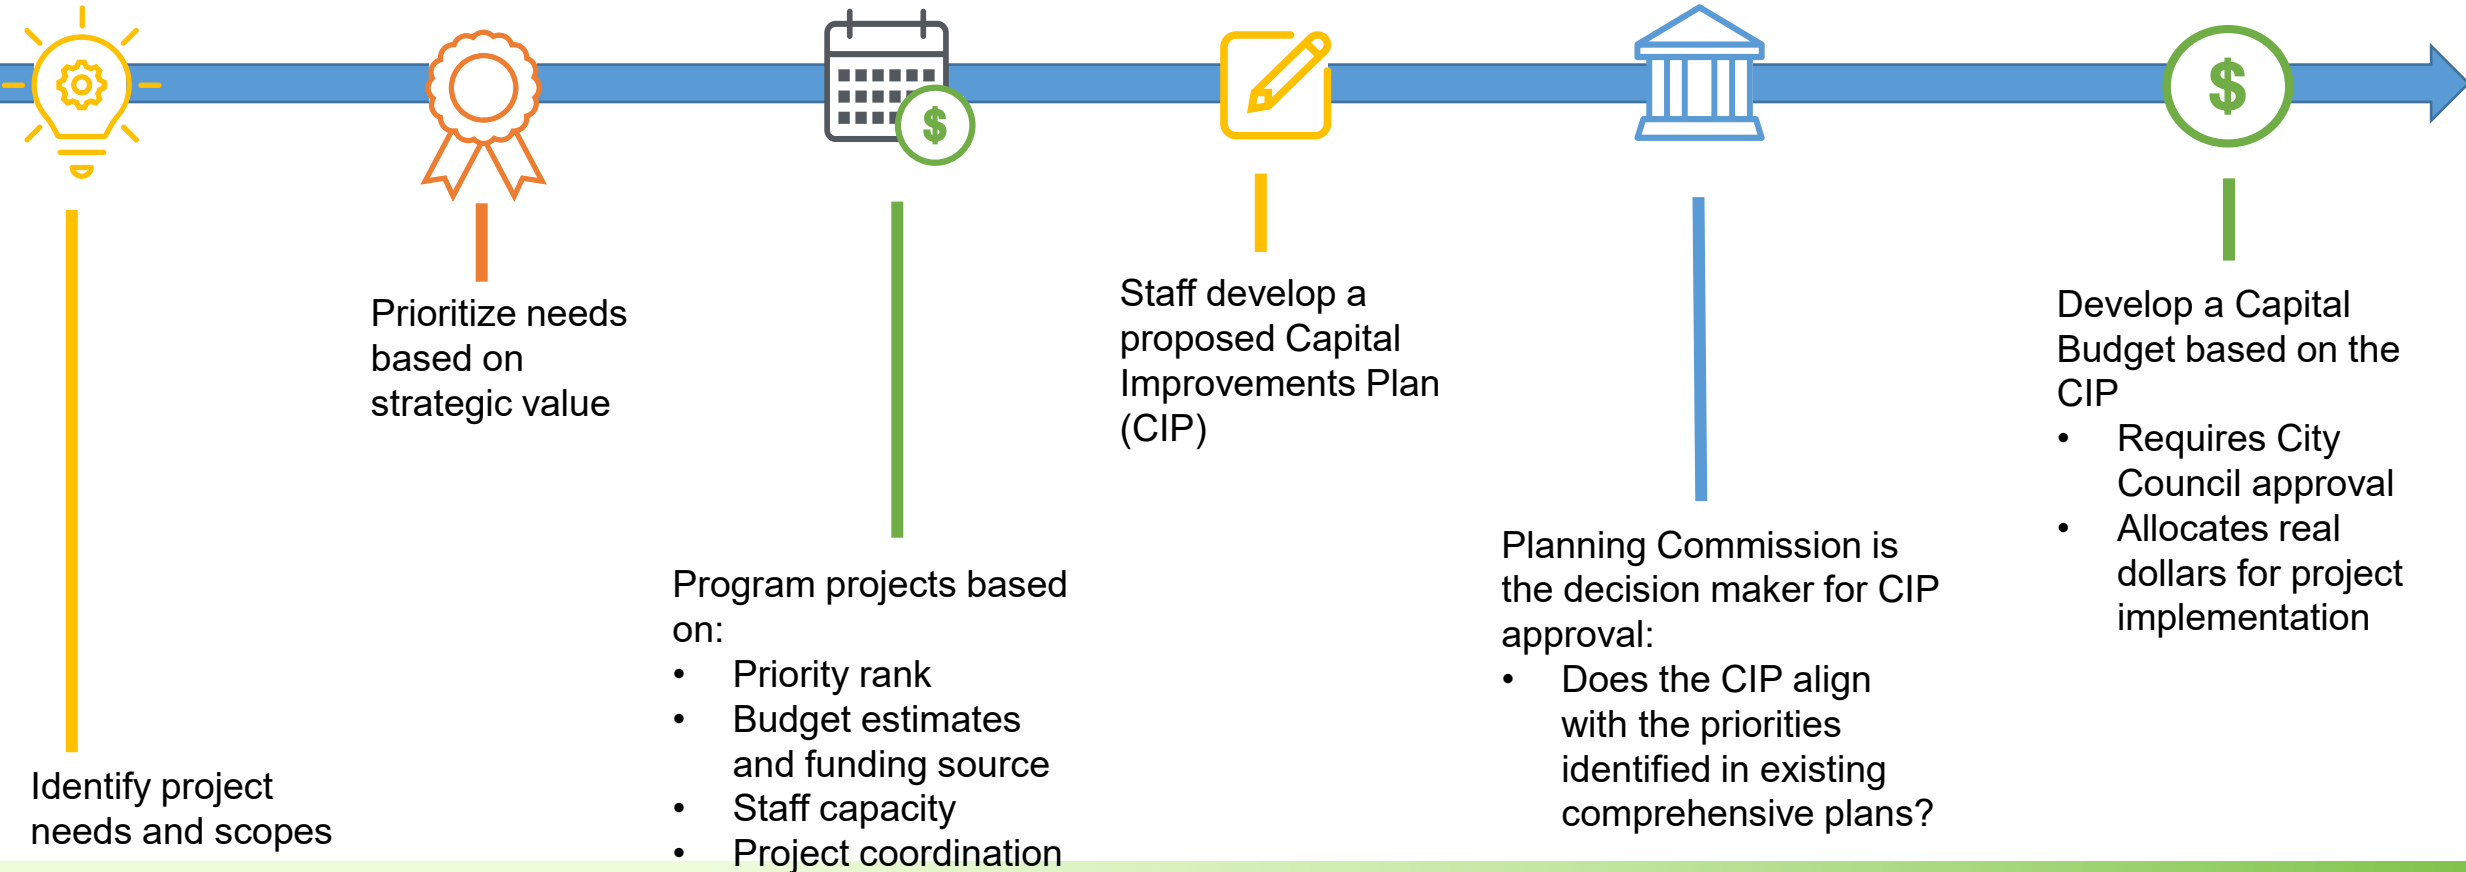 Identify project
needs and scopes
Prioritize needs
based on
strategic value
Program projects based
on:
• Priority rank
• Budget estimates
and funding source
• Staff capacity
• Project coordination
Staff develop a
proposed Capital
Improvements Plan
(CIP)
Planning Commission is
the decision maker for CIP
approval:
• Does the CIP align
with the priorities
identified in existing
comprehensive plans?
Develop a Capital
Budget based on the
CIP
• Requires City
Council approval
• Allocates real
dollars for project
implementation
$
$